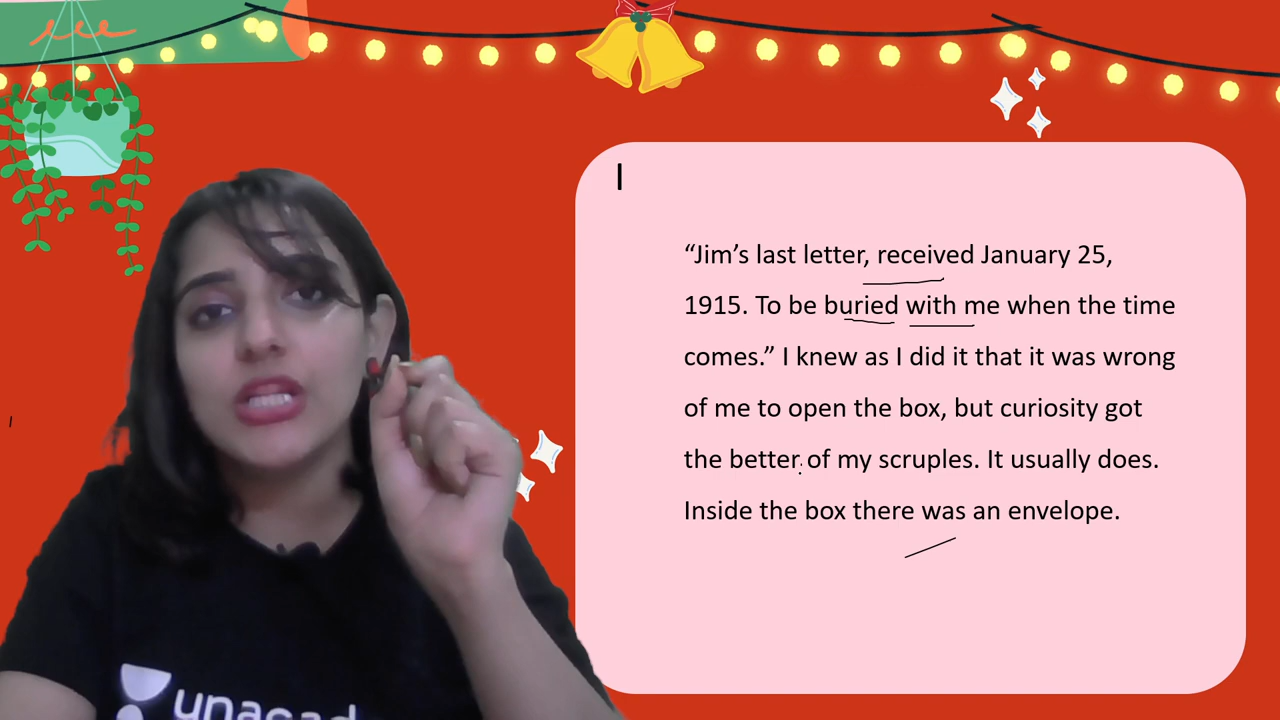 I
“Jim’s last letter, received January 25,
1915. To be buried with me when the time
comes.” I knew as I did it that it was wrong
of me to open the box, but curiosity got
the better of my scruples. It usually does.
Inside the box there was an envelope.